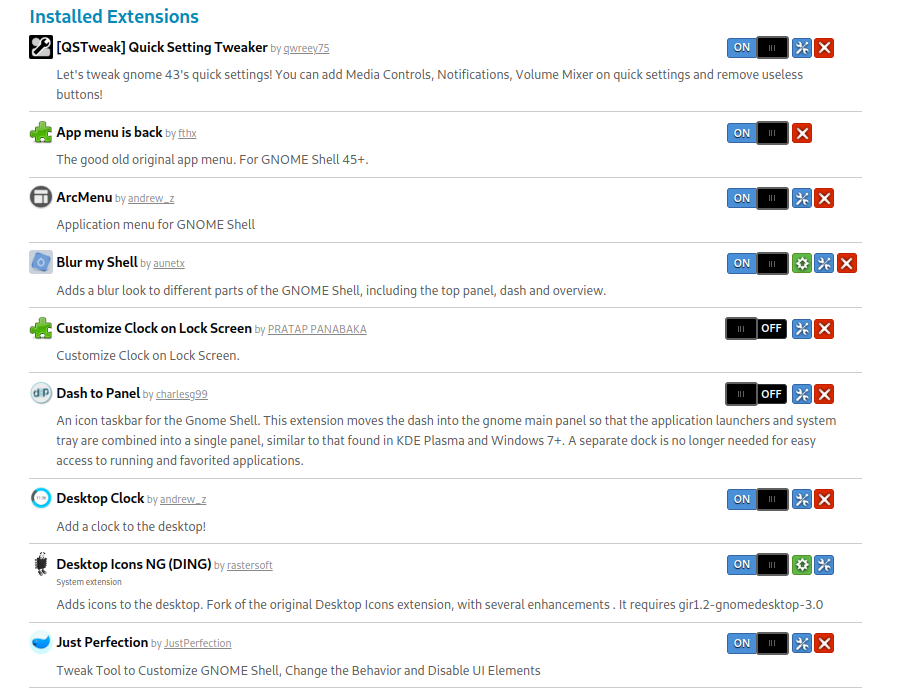 Installed Extensions
[QSTweak] Quick Setting Tweaker by qwreey75 ON
Let's tweak gnome 43's quick settings! You can add Media Controls, Notifications, Volume Mixer on quick settings and remove useless
buttons!
App menu is back by fthx ON
The good old original app menu. For GNOME Shell 45+.
ArcMenu by andrew_z ON
Application menu for GNOME Shell
Blur my Shell by aunetx ON
Adds a blur look to different parts of the GNOME Shell, including the top panel, dash and overview.
Customize Clock on Lock Screen by PRATAP PANABAKA OFF
Customize Clock on Lock Screen.
Dash to Panel by charlesg99 OFF
An icon taskbar for the Gnome Shell. This extension moves the dash into the gnome main panel so that the application launchers and system
tray are combined into a single panel, similar to that found in KDE Plasma and Windows 7+. A separate dock is no longer needed for easy
access to running and favorited applications.
Desktop Clock by andrew_z ON
Add a clock to the desktop!
Desktop Icons NG (DING) by rastersoft ON
System extension
Adds icons to the desktop. Fork of the original Desktop Icons extension, with several enhancements . It requires gir1.2-gnomedesktop-3.0
Just Perfection by JustPerfection ON
Tweak Tool to Customize GNOME Shell, Change the Behavior and Disable UI Elements